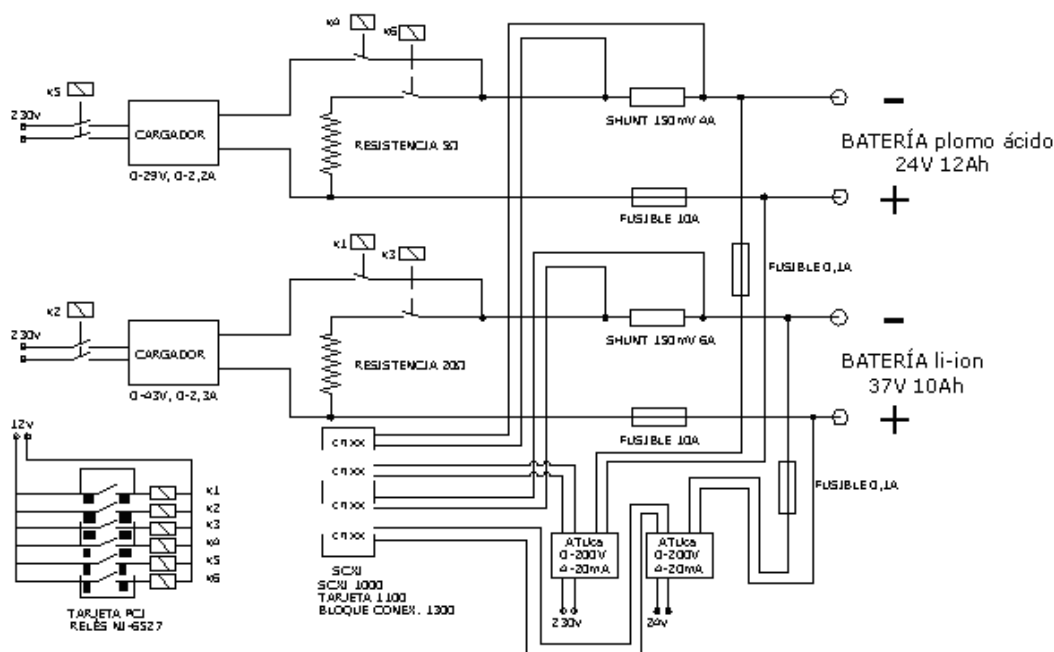 K4
K6
K5
230v
CARGADOR
0-29V, 0-2,2A
RESISTENCIA 5Ω
SHUNT 150mV 4A
FUSIBLE 10A
-
BATERÍA plomo ácido
24V 12Ah
+
K1
K3
K2
230v
CARGADOR
0-43V, 0-2,3A
RESISTENCIA 20Ω
SHUNT 150mV 6A
FUSIBLE 10A
FUSIBLE 0,1A
-
BATERÍA li-ion
37V 10Ah
+
FUSIBLE 0,1A
12v
K1
K2
K3
K4
K5
K6
TARJETA PCI
RELÉS NI-6527
CHXX
CHXX
CHXX
CHXX
SCXI
SCXI 1000
TARJETA 1100
BLOQUE CONEX. 1300
0-200V
4-20mA
230v
0-200V
4-20mA
24v